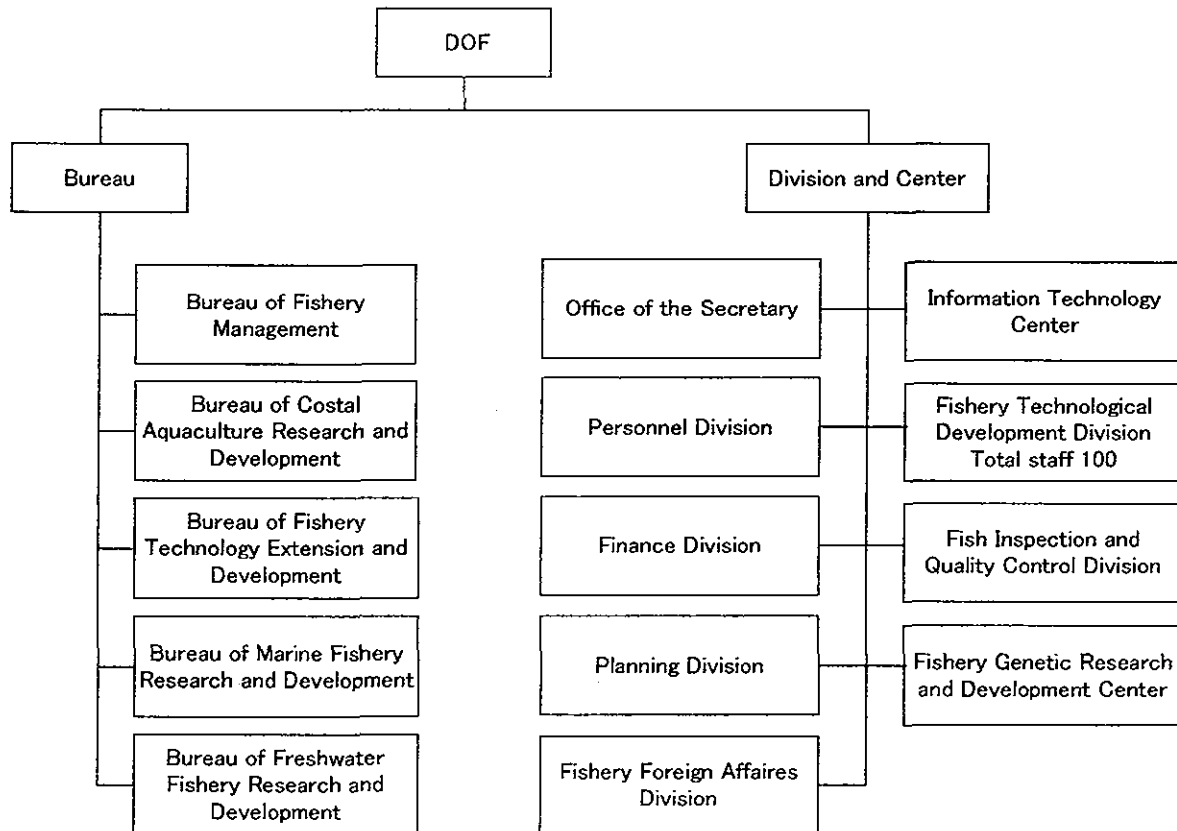 DOF
Bureau
Division and Center
Bureau of Fishery
Management
Bureau of Costal
Aquaculture Research and
Development
Bureau of Fishery
Technology Extension and
Development
Bureau of Marine Fishery
Research and Development
Bureau of Freshwater
Fishery Research and
Development
Office of the Secretary
Personnel Division
Finance Division
Planning Division
Fishery Foreign Affaires
Division
Information Technology
Center
Fishery Technological
Development Division
Total staff 100
Fish Inspection and
Quality Control Division
Fishery Genetic Research
and Development Center